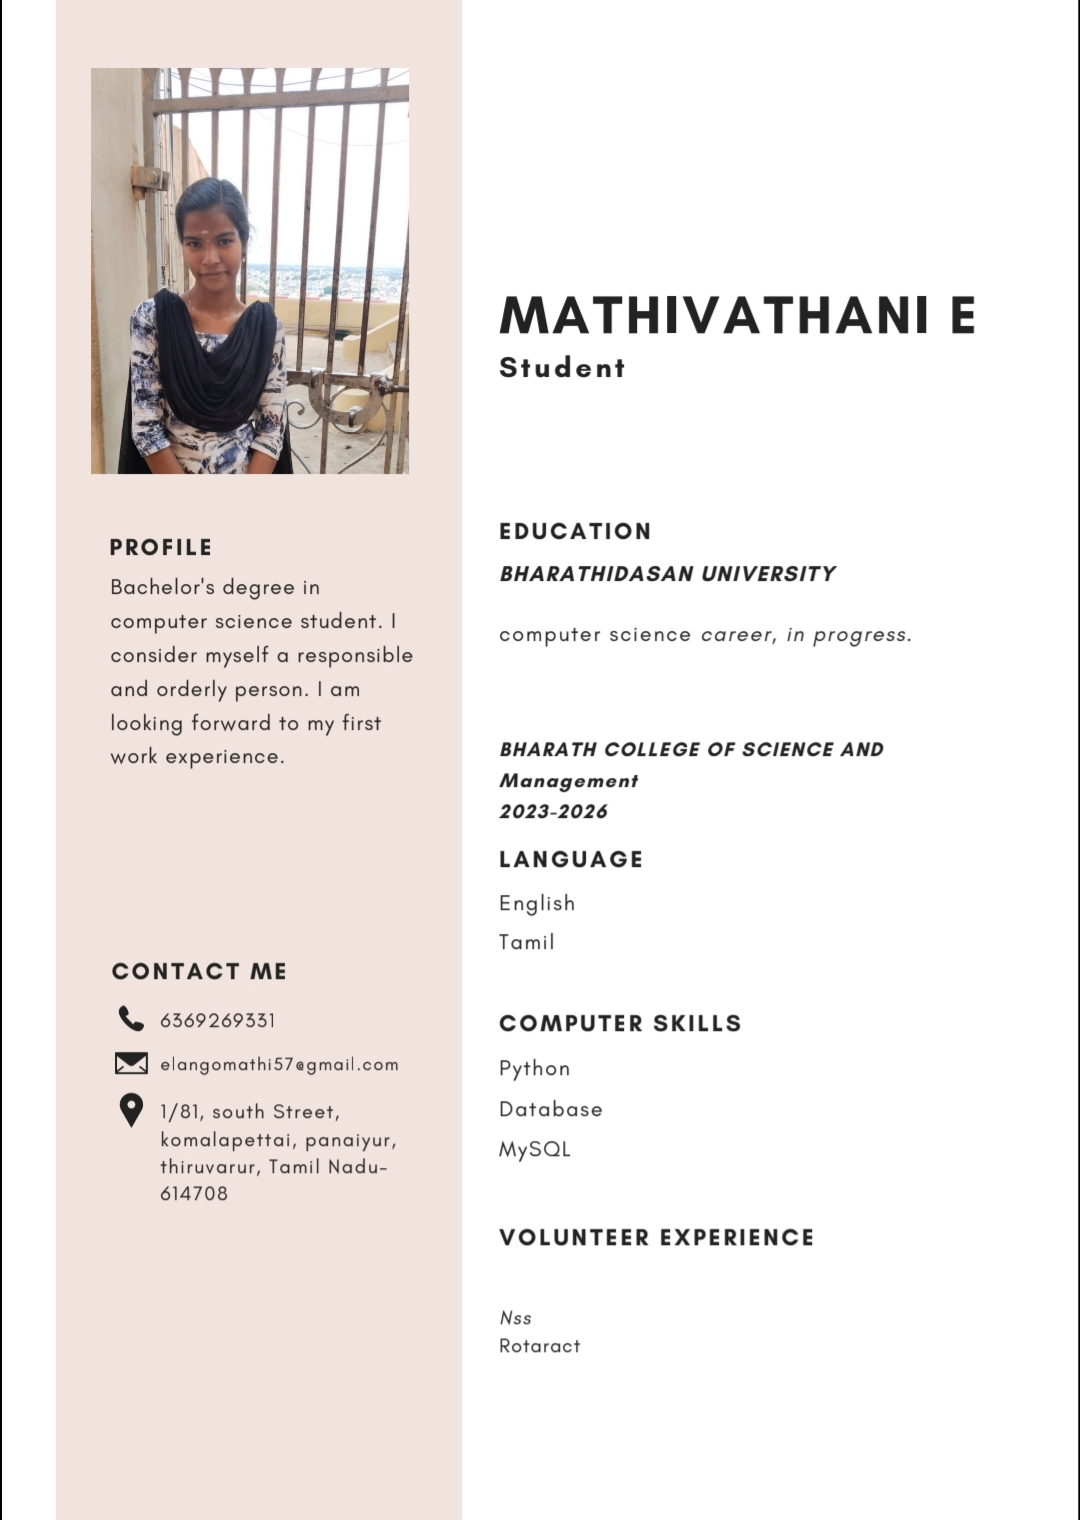 MATHIVATHANI E
Student
PROFILE
Bachelor's degree in
computer science student. I
consider myself a responsible
and orderly person. I am
looking forward to my first
work experience.
CONTACT ME
6369269331
elangomathi57@gmail.com
1/81, south Street,
komalapettai, panaiyur,
thiruvarur, Tamil Nadu-
614708
EDUCATION
BHARATHIDASAN UNIVERSITY
computer science career, in progress.
BHARATH COLLEGE OF SCIENCE AND
Management
2023-2026
LANGUAGE
English
Tamil
COMPUTER SKILLS
Python
Database
MySQL
VOLUNTEER EXPERIENCE
Nss
Rotaract